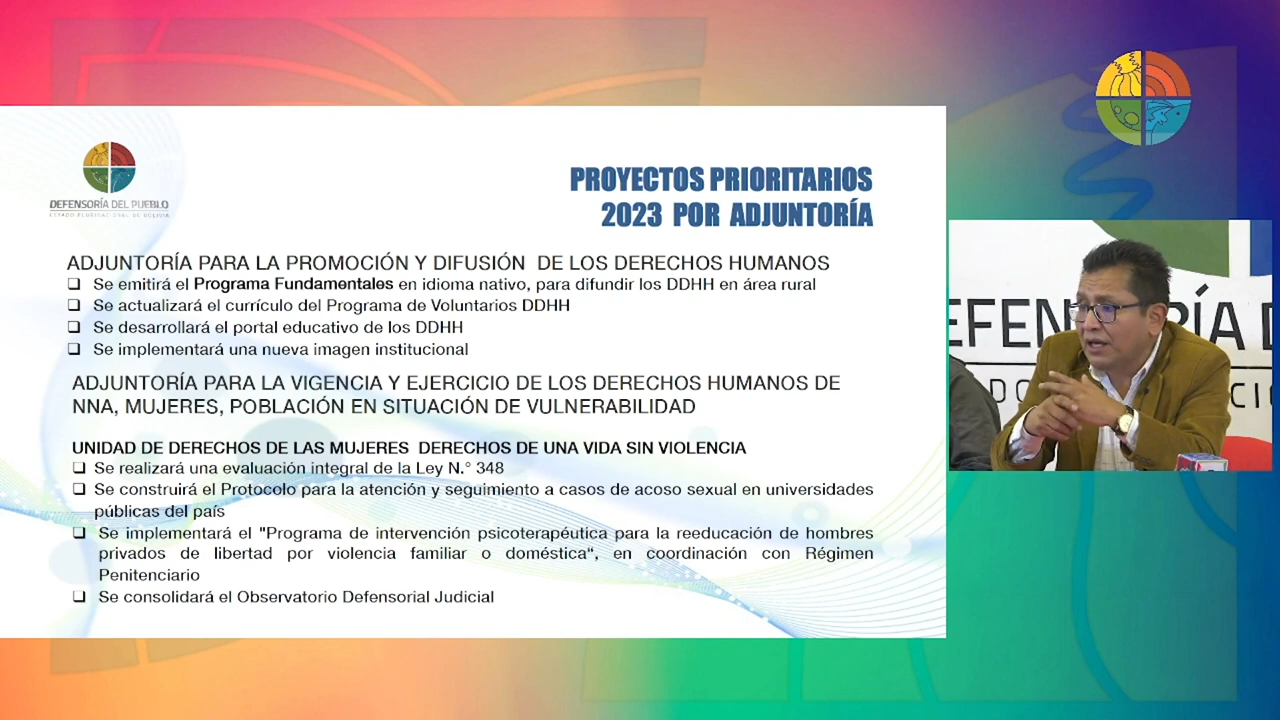 DEFENSORÍA DEL PUEBLO
ESTADO PLURINACIONAL DE BOLIVIA
PROYECTOS PRIORITARIOS
2023 POR ADJUNTORÍA
ADJUNTORÍA PARA LA PROMOCIÓN Y DIFUSIÓN DE LOS DERECHOS HUMANOS
❑ Se emitirá el Programa Fundamentales en idioma nativo, para difundir los DDHH en área rural
❑ Se actualizará el currículo del Programa de Voluntarios DDHH
❑ Se desarrollará el portal educativo de los DDHH
❑ Se implementará una nueva imagen institucional
ADJUNTORÍA PARA LA VIGENCIA Y EJERCICIO DE LOS DERECHOS HUMANOS DE
NNA, MUJERES, POBLACIÓN EN SITUACIÓN DE VULNERABILIDAD
UNIDAD DE DERECHOS DE LAS MUJERES DERECHOS DE UNA VIDA SIN VIOLENCIA
❑ Se realizará una evaluación integral de la Ley N.° 348
❑ Se construirá el Protocolo para la atención y seguimiento a casos de acoso sexual en universidades
públicas del país
❑ Se implementará el "Programa de intervención psicoterapéutica para la reeducación de hombres
privados de libertad por violencia familiar o doméstica“, en coordinación con Régimen
Penitenciario
❑ Se consolidará el Observatorio Defensorial Judicial